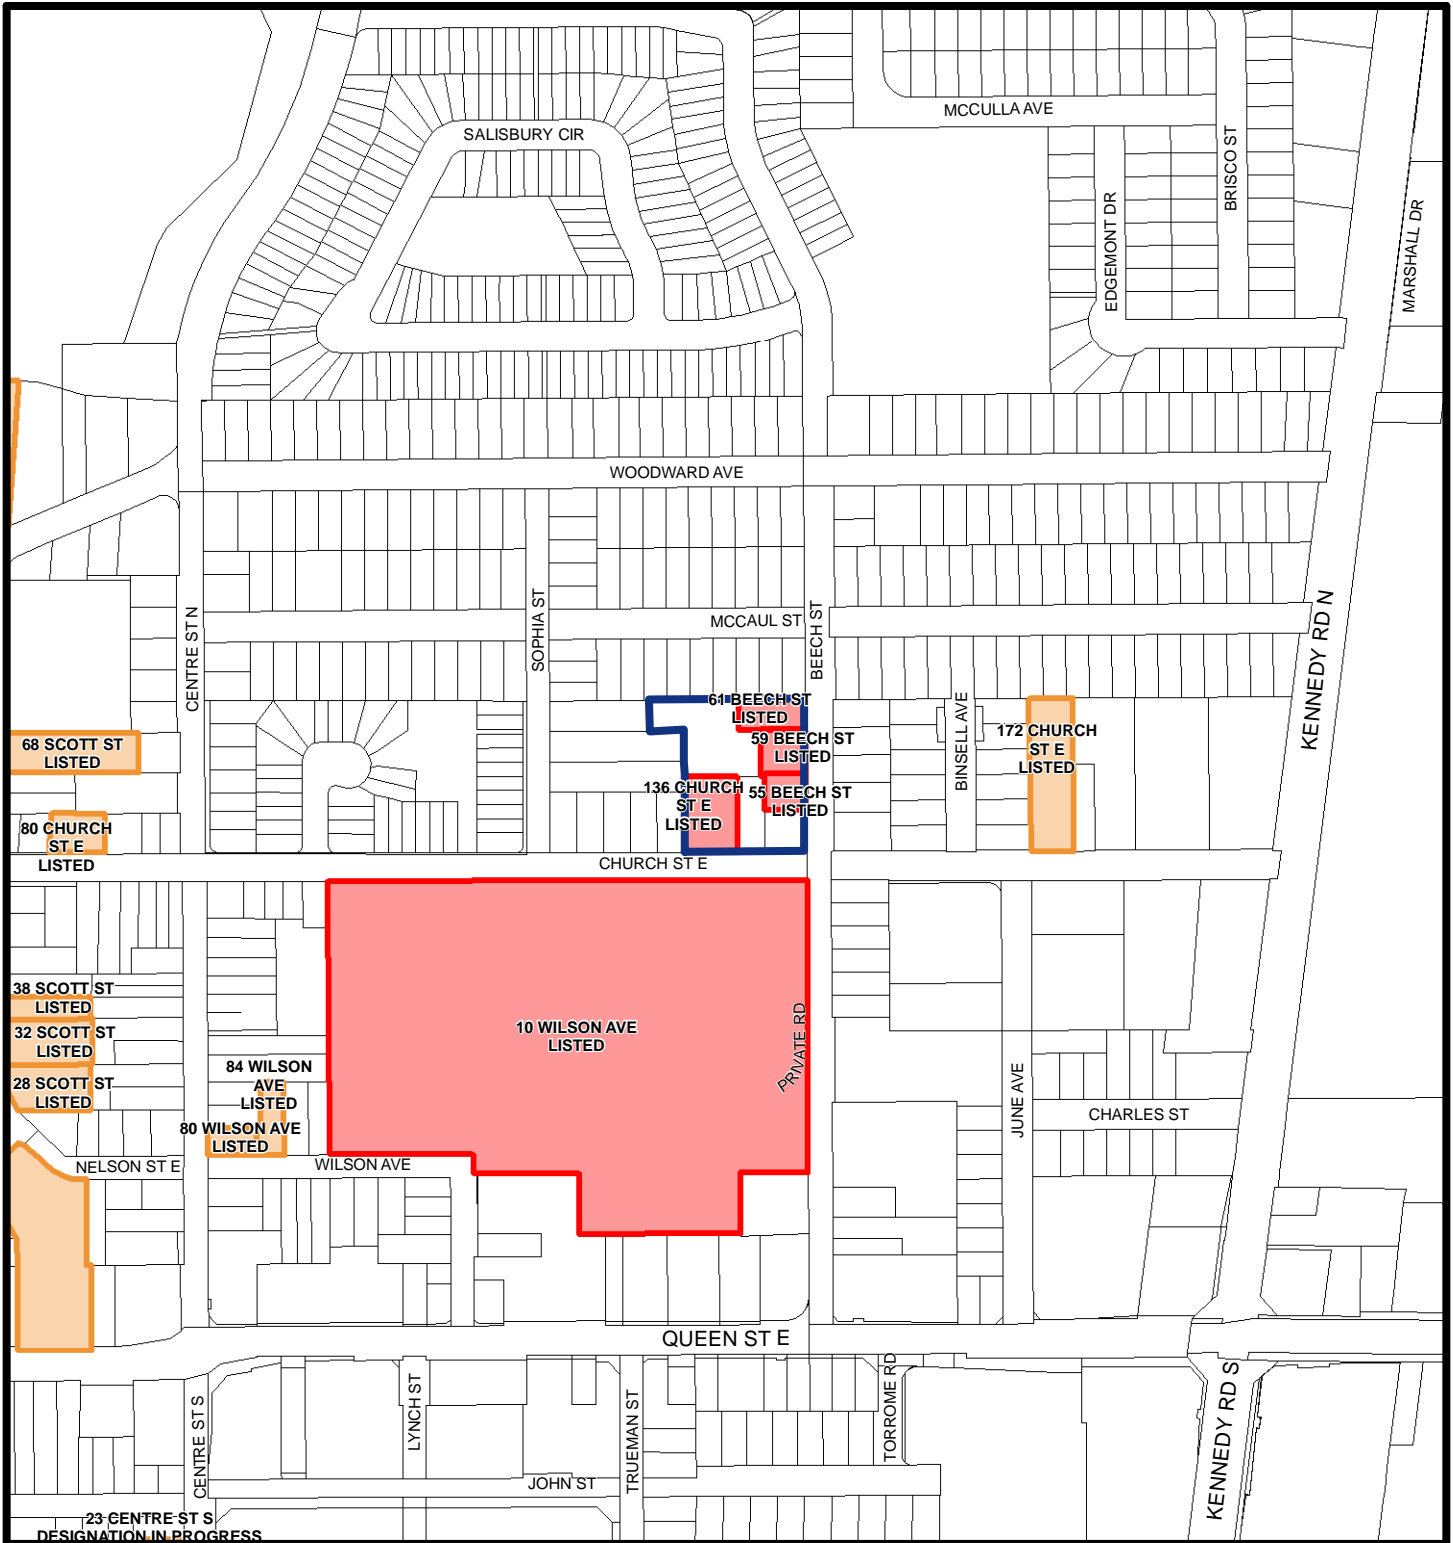 SALISBURY CIR
MCCULLA AVE
BRISCO ST
EDGEMONT DR
MARSHALL DR
WOODWARD AVE
MCCAUL ST
SOPHIA ST
CENTRE ST N
BEECH ST
KENNEDY RD N
61 BEECH ST
LISTED
59 BEECH ST
LISTED
55 BEECH ST
LISTED
136 CHURCH
ST E
LISTED
BINSELL AVE
172 CHURCH
ST E
LISTED
68 SCOTT ST
LISTED
80 CHURCH
ST E
LISTED
CHURCH ST E
38 SCOTT ST
LISTED
32 SCOTT ST
LISTED
28 SCOTT ST
LISTED
10 WILSON AVE
LISTED
PRIVATE RD
84 WILSON
AVE
LISTED
80 WILSON AVE
LISTED
JUNE AVE
CHARLES ST
NELSON ST E
WILSON AVE
QUEEN ST E
CENTRE ST S
LYNCH ST
TRUEMAN ST
TORROME RD
KENNEDY RD S
JOHN ST
23 CENTRE ST S
DESIGNATION IN PROGRESS